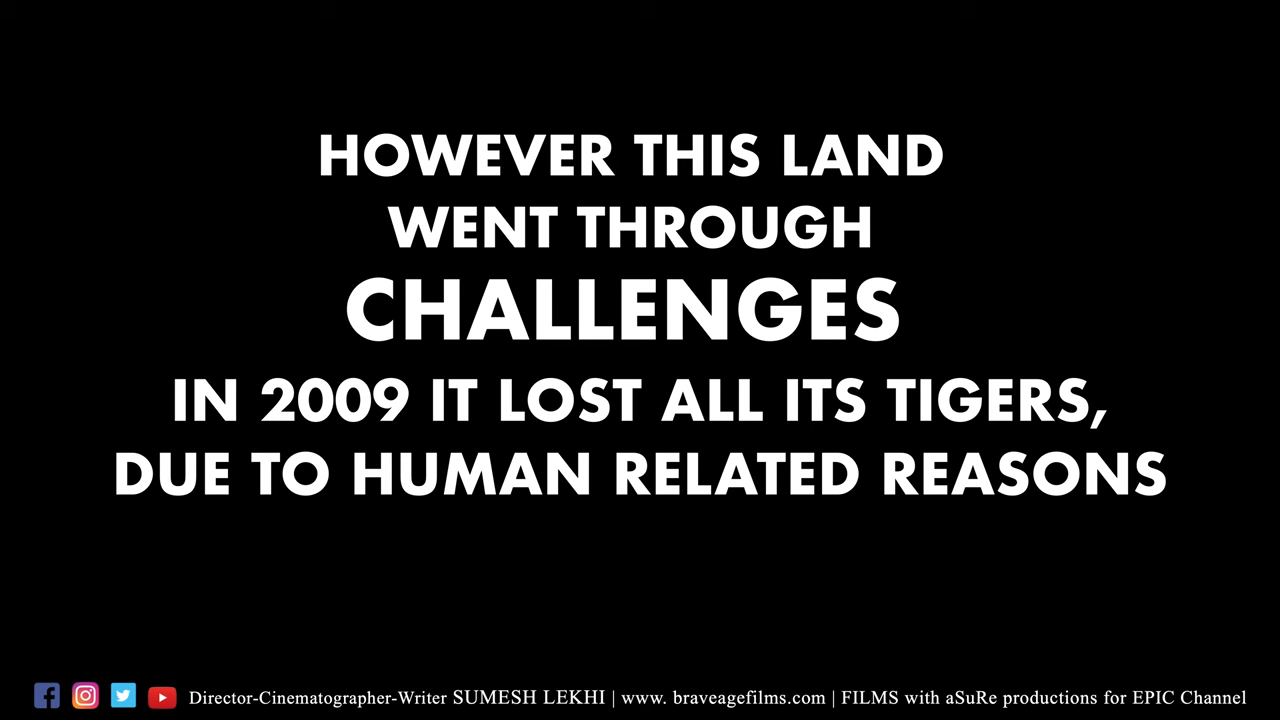 HOWEVER THIS LAND
WENT THROUGH
CHALLENGES
IN 2009 IT LOST ALL ITS TIGERS,
DUE TO HUMAN RELATED REASONS
Director-Cinematographer-Writer SUMESH LEKHI | www. braveagefilms.com | FILMS with aSuRe productions for EPIC Channel